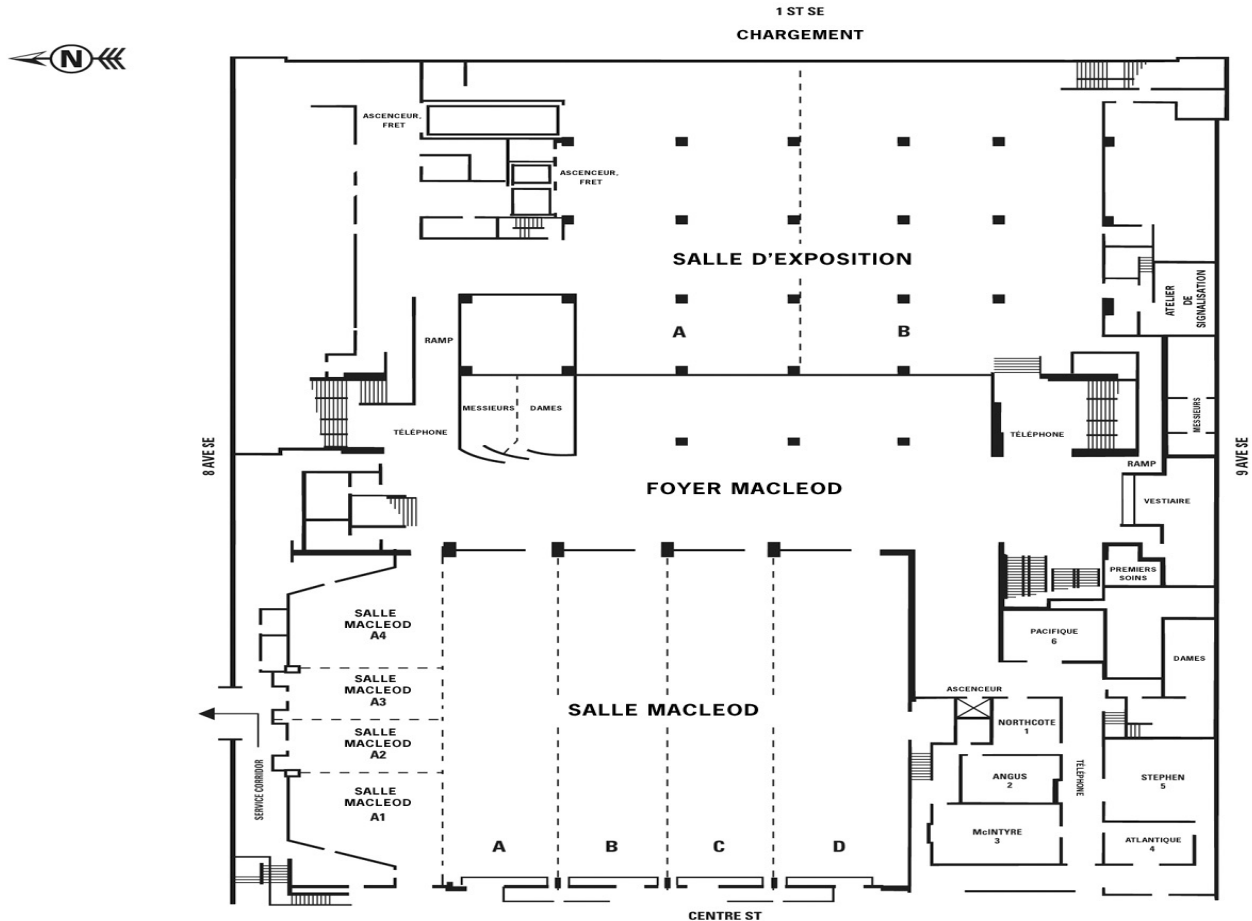 1 ST SE
CHARGEMENT
N
ASCENCEUR,
FRET
ASCENCEUR,
FRET
SALLE D'EXPOSITION
ATELIER
DE
SIGNALISATION
A
B
RAMP
MESSIEURS
DAMES
MESSIEURS
TÉLÉPHONE
TÉLÉPHONE
8 AVE SE
9 AVE SE
RAMP
FOYER MACLEOD
VESTIAIRE
PREMIERS
SOINS
SALLE
MACLEOD
A4
PACIFIQUE
6
DAMES
SALLE
MACLEOD
A3
ASCENCEUR
SALLE MACLEOD
NORTHCOTE
1
SALLE
MACLEOD
A2
SERVICE CORRIDOR
TELÉPHONE
ANGUS
2
STEPHEN
5
SALLE
MACLEOD
A1
McINTYRE
3
ATLANTIQUE
4
A
B
C
D
CENTRE ST